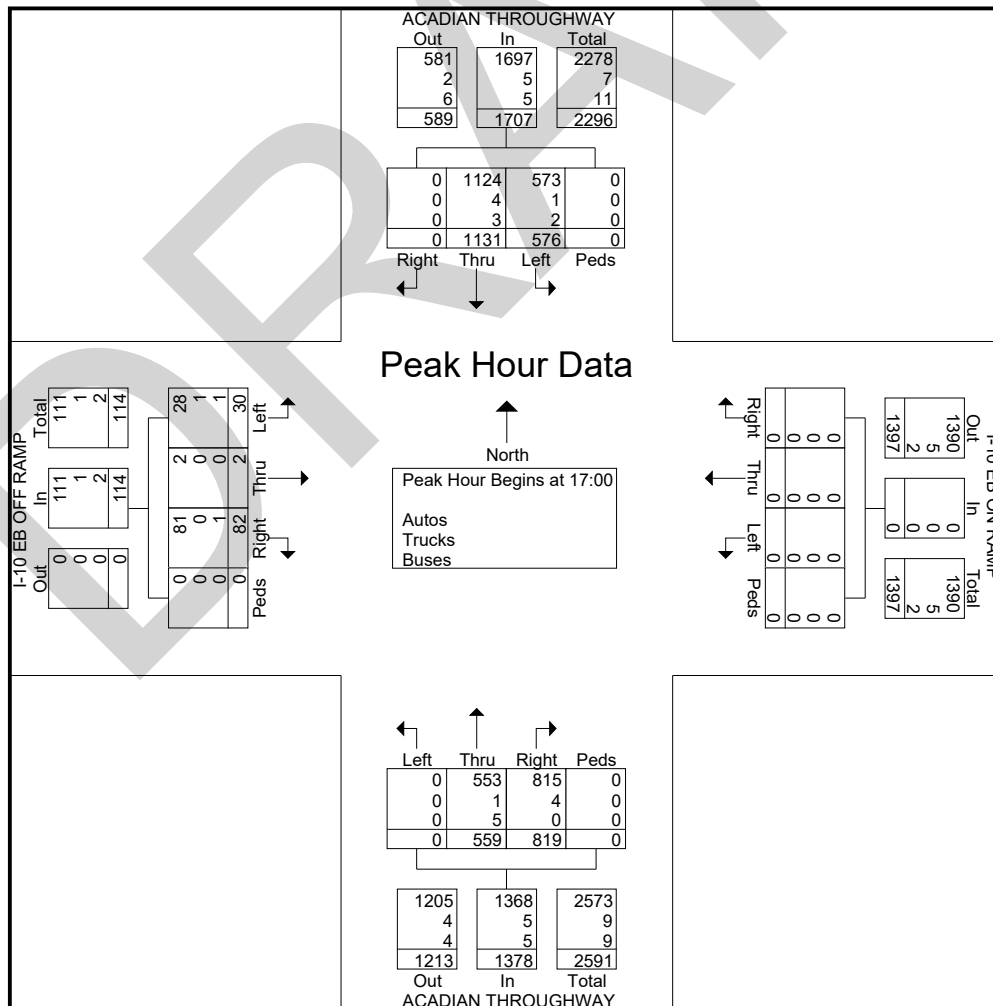 ACADIAN THROUGHWAY
Out In Total
581 1697 2278
2 5 7
6 5 11
589 1707 2296
0 1124 573 0
0 4 1 0
0 3 2 0
0 1131 576 0
Right Thru Left Peds
Peak Hour Data
North
Peak Hour Begins at 17:00
Autos
Trucks
Buses
I-10 EB OFF RAMP
Total
111 1 2 114
In
111 1 2 114
Out
0 0 0 0
28 1 1 30
Left
2 0 0 2
Thru
81 0 1 82
Right
0 0 0 0
Peds
Right
0 0 0 0
Thru
0 0 0 0
Left
0 0 0 0
Peds
0 0 0 0
I-10 EB ON RAMP
Out
1390 5 2 1397
In
0 0 0 0
Total
1390 5 2 1397
Left Thru Right Peds
0 553 815 0
0 1 4 0
0 5 0 0
0 559 819 0
1205 1368 2573
4 5 9
4 5 9
1213 1378 2591
Out In Total
ACADIAN THROUGHWAY